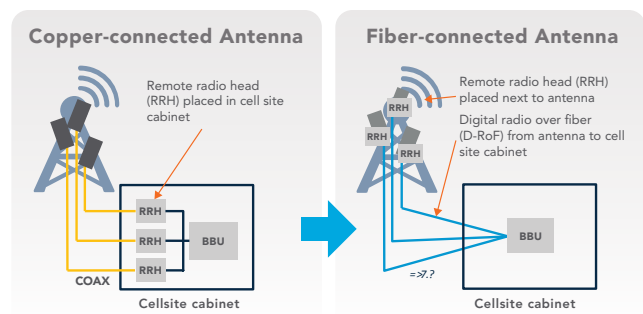 Copper-connected Antenna
Remote radio head
(RRH) placed in cell site
cabinet
RRH
RRH
RRH
BBU
COAX
Cellsite cabinet
Fiber-connected Antenna
RRH
RRH
RRH
Remote radio head (RRH)
placed next to antenna
Digital radio over fiber
(D-RoF) from antenna to cell
site cabinet
BBU
Cellsite cabinet